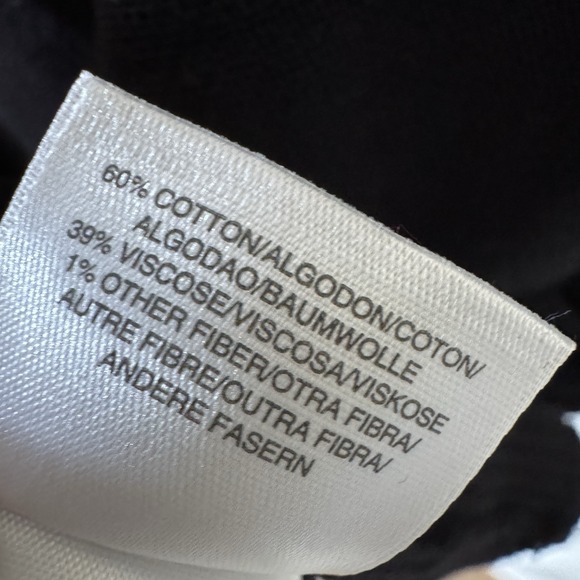 60% COTTON/ALGODON/COTON/
ALGODAO/BAUMWOLLE
39% VISCOSE/VISCOSA/VISKOSE
1% OTHER FIBER/OTRA FIBRA/
AUTRE FIBRE/OUTRA FIBRA/
ANDERE FASERN